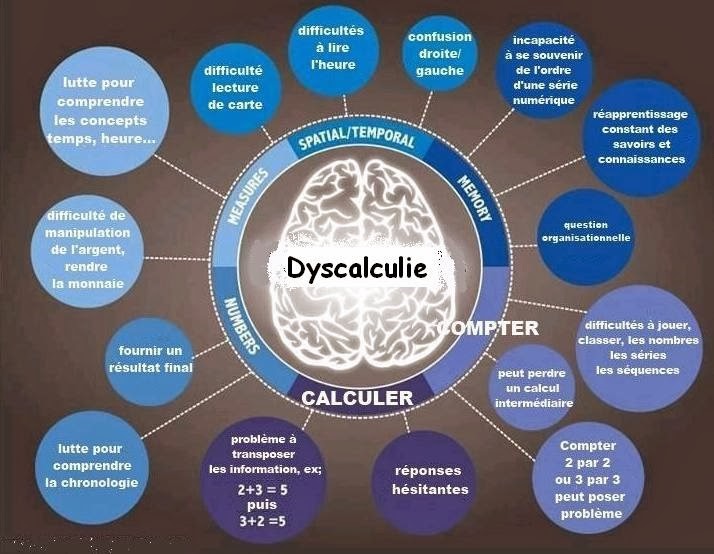 difficultés
à lire
l'heure
confusion
droite/
gauche
incapacité
à se souvenir
de l'ordre
d'une série
numérique
difficulté
lecture
de carte
lutte pour
comprendre
les concepts
temps, heure...
réapprentissage
constant des
savoirs et
connaissances
SPATIAL/TEMPORAL
MEASURES
MEMORY
difficulté de
manipulation
de l'argent,
rendre
la monnaie
question
organisationnelle
Dyscalculie
NUMBERS
COMPTER
CALCULER
difficultés à jouer,
classer, les nombres
les séries
les séquences
fournir un
résultat final
peut perdre
un calcul
intermédiaire
lutte pour
comprendre
la chronologie
problème à
transposer
les information, ex;
2+3 = 5
puis
3+2 =5
réponses
hésitantes
Compter
2 par 2
ou 3 par 3
peut poser
problème